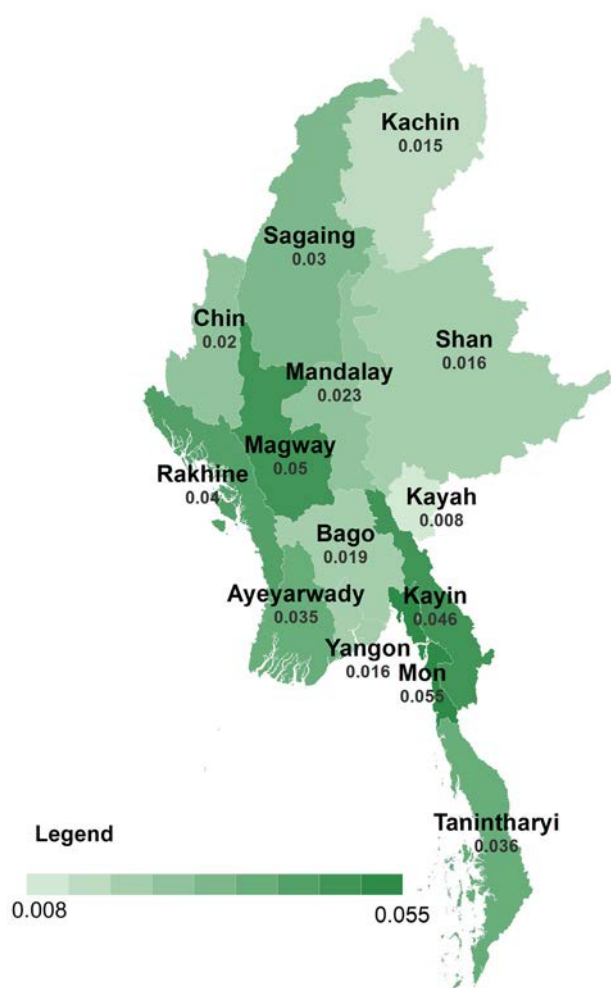 Kachin
0.015
Sagaing
0.03
Chin
0.02
Shan
0.016
Mandalay
0.023
Magway
0.05
Rakhine
0.04
Kayah
0.008
Bago
0.019
Ayeyarwady
0.035
Kayin
0.046
Yangon
0.016
Mon
0.055
Tanintharyi
0.036
Legend
0.008
0.055